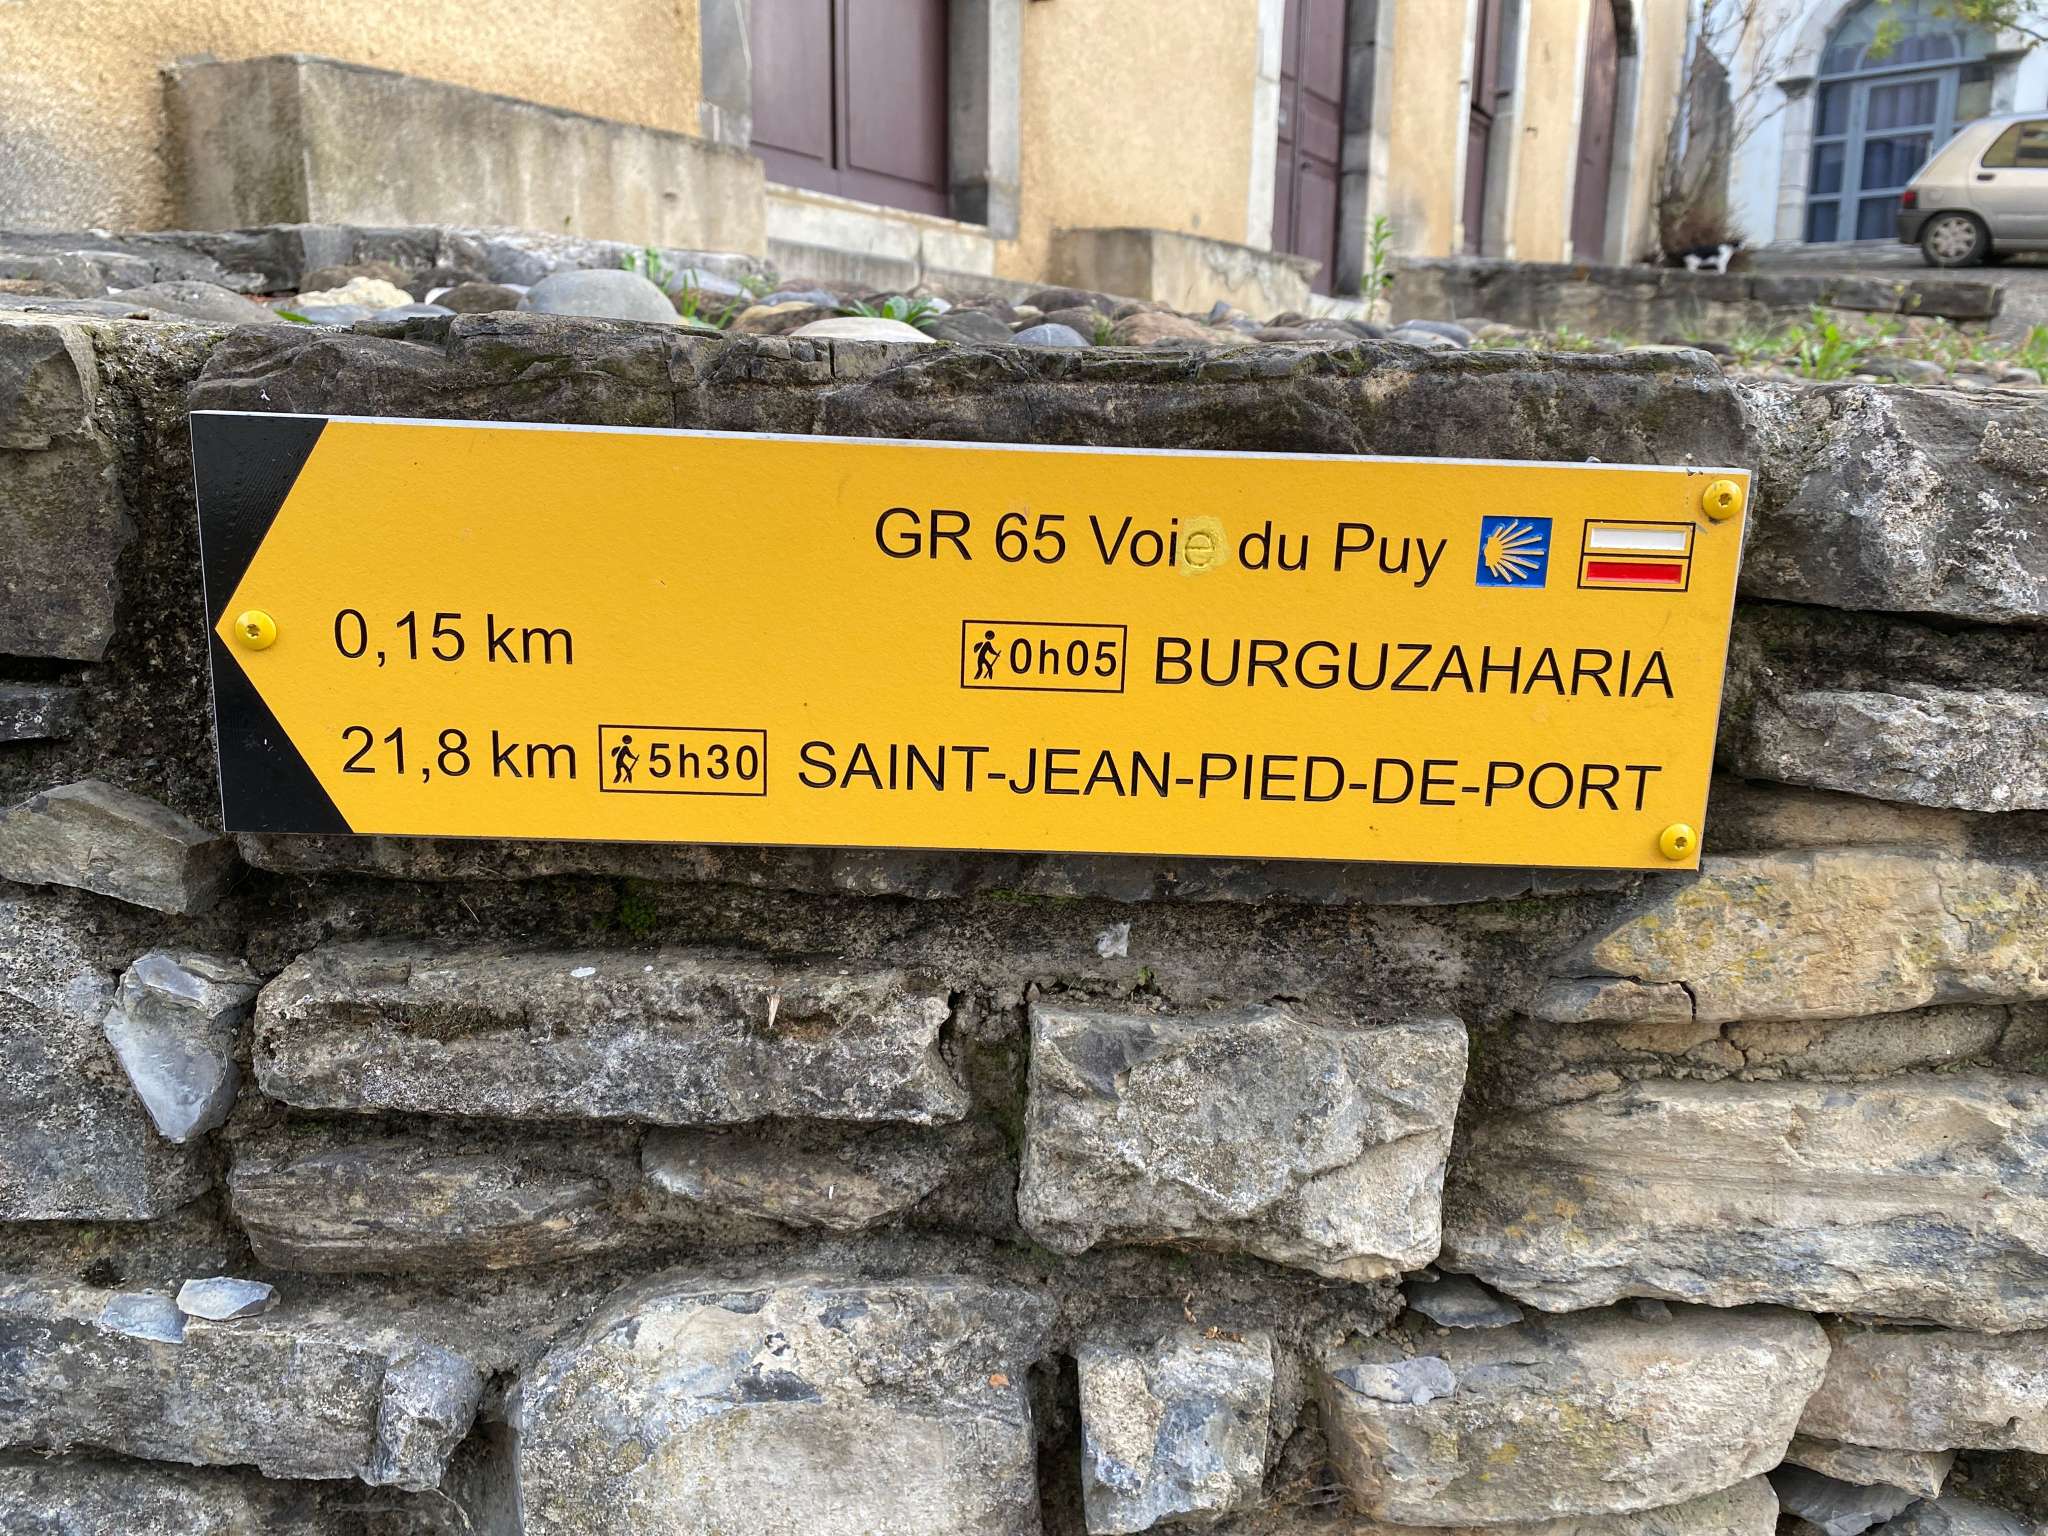 GR 65 Voie du Puy
0,15 km 0h05 BURGUZAHARIA
21,8 km 5h30 SAINT-JEAN-PIED-DE-PORT